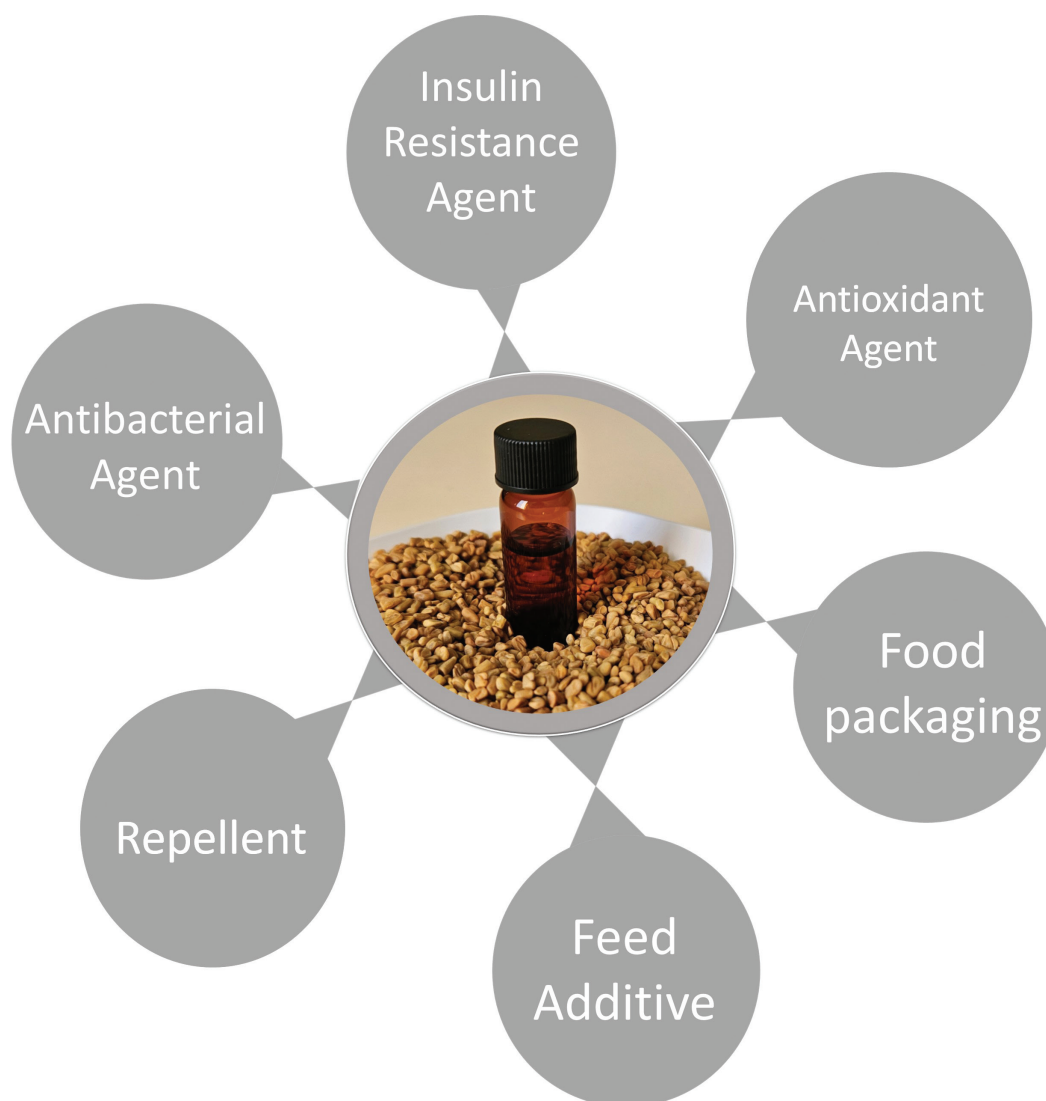 Insulin
Resistance
Agent
Antioxidant
Agent
Food
packaging
Feed
Additive
Repellent
Antibacterial
Agent